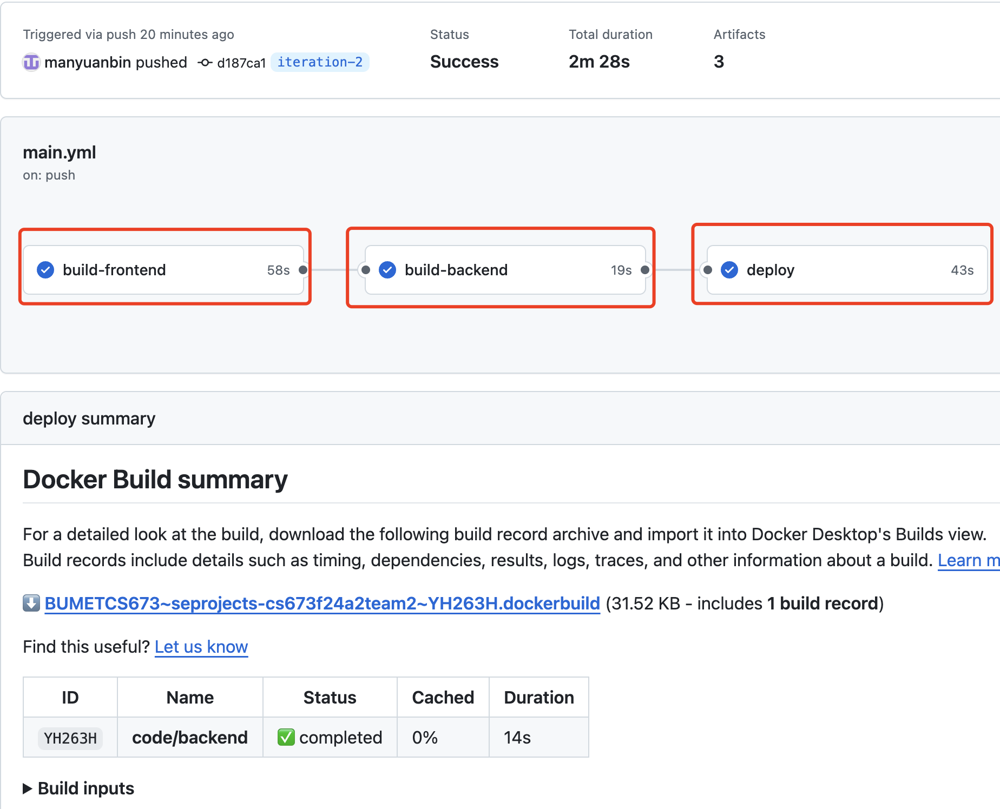 Triggered via push 20 minutes ago
Status
Total duration
Artifacts
manyuanbin pushed d187ca1 iteration-2
Success
2m 28s
3
main.yml
on: push
build-frontend 58s
build-backend 19s
deploy 43s
deploy summary
Docker Build summary
For a detailed look at the build, download the following build record archive and import it into Docker Desktop's Builds view.
Build records include details such as timing, dependencies, results, logs, traces, and other information about a build. Learn m
BUMETCS673~seprojects-cs673f24a2team2~YH263H.dockerbuild (31.52 KB - includes 1 build record)
Find this useful? Let us know
ID Name Status Cached Duration
YH263H code/backend ✅ completed 0% 14s
Build inputs